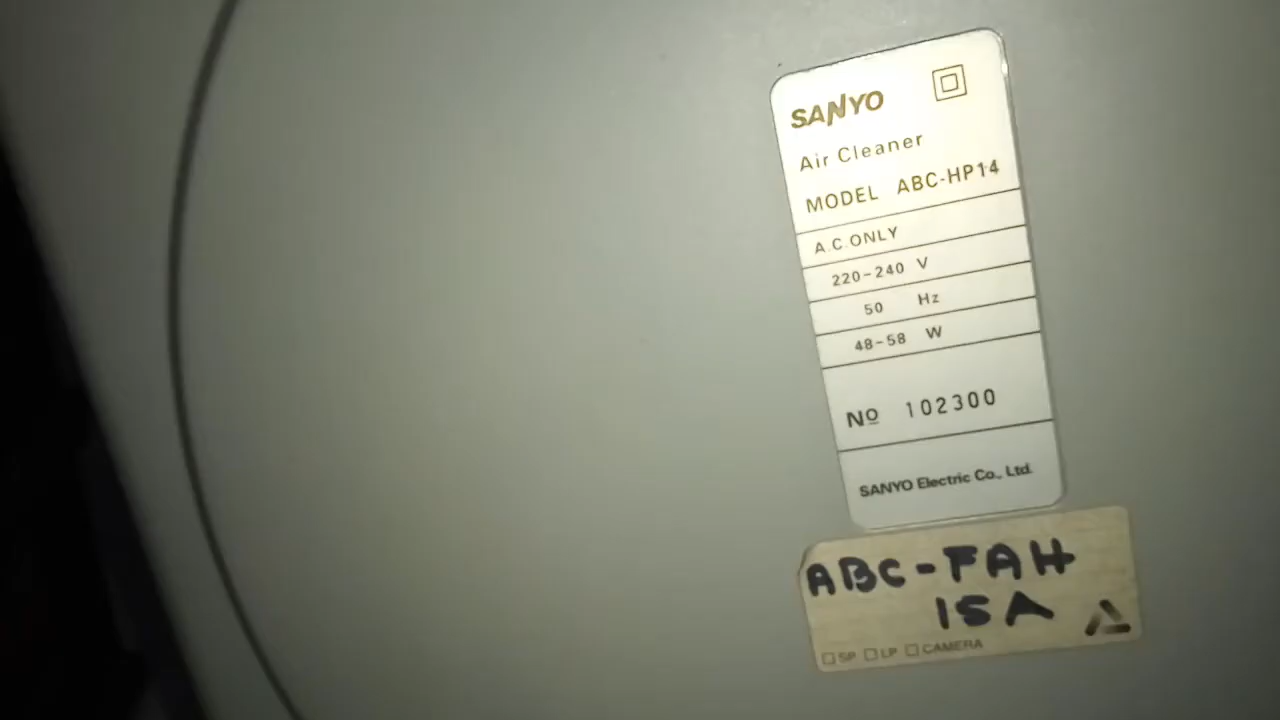 SANYO
Air Cleaner
MODEL ABC-HP14
A.C.ONLY
220-240 V
50 Hz
48-58 W
Nº 102300
SANYO Electric Co., Ltd.
ABC-FAH
15A
SP LP CAMERA